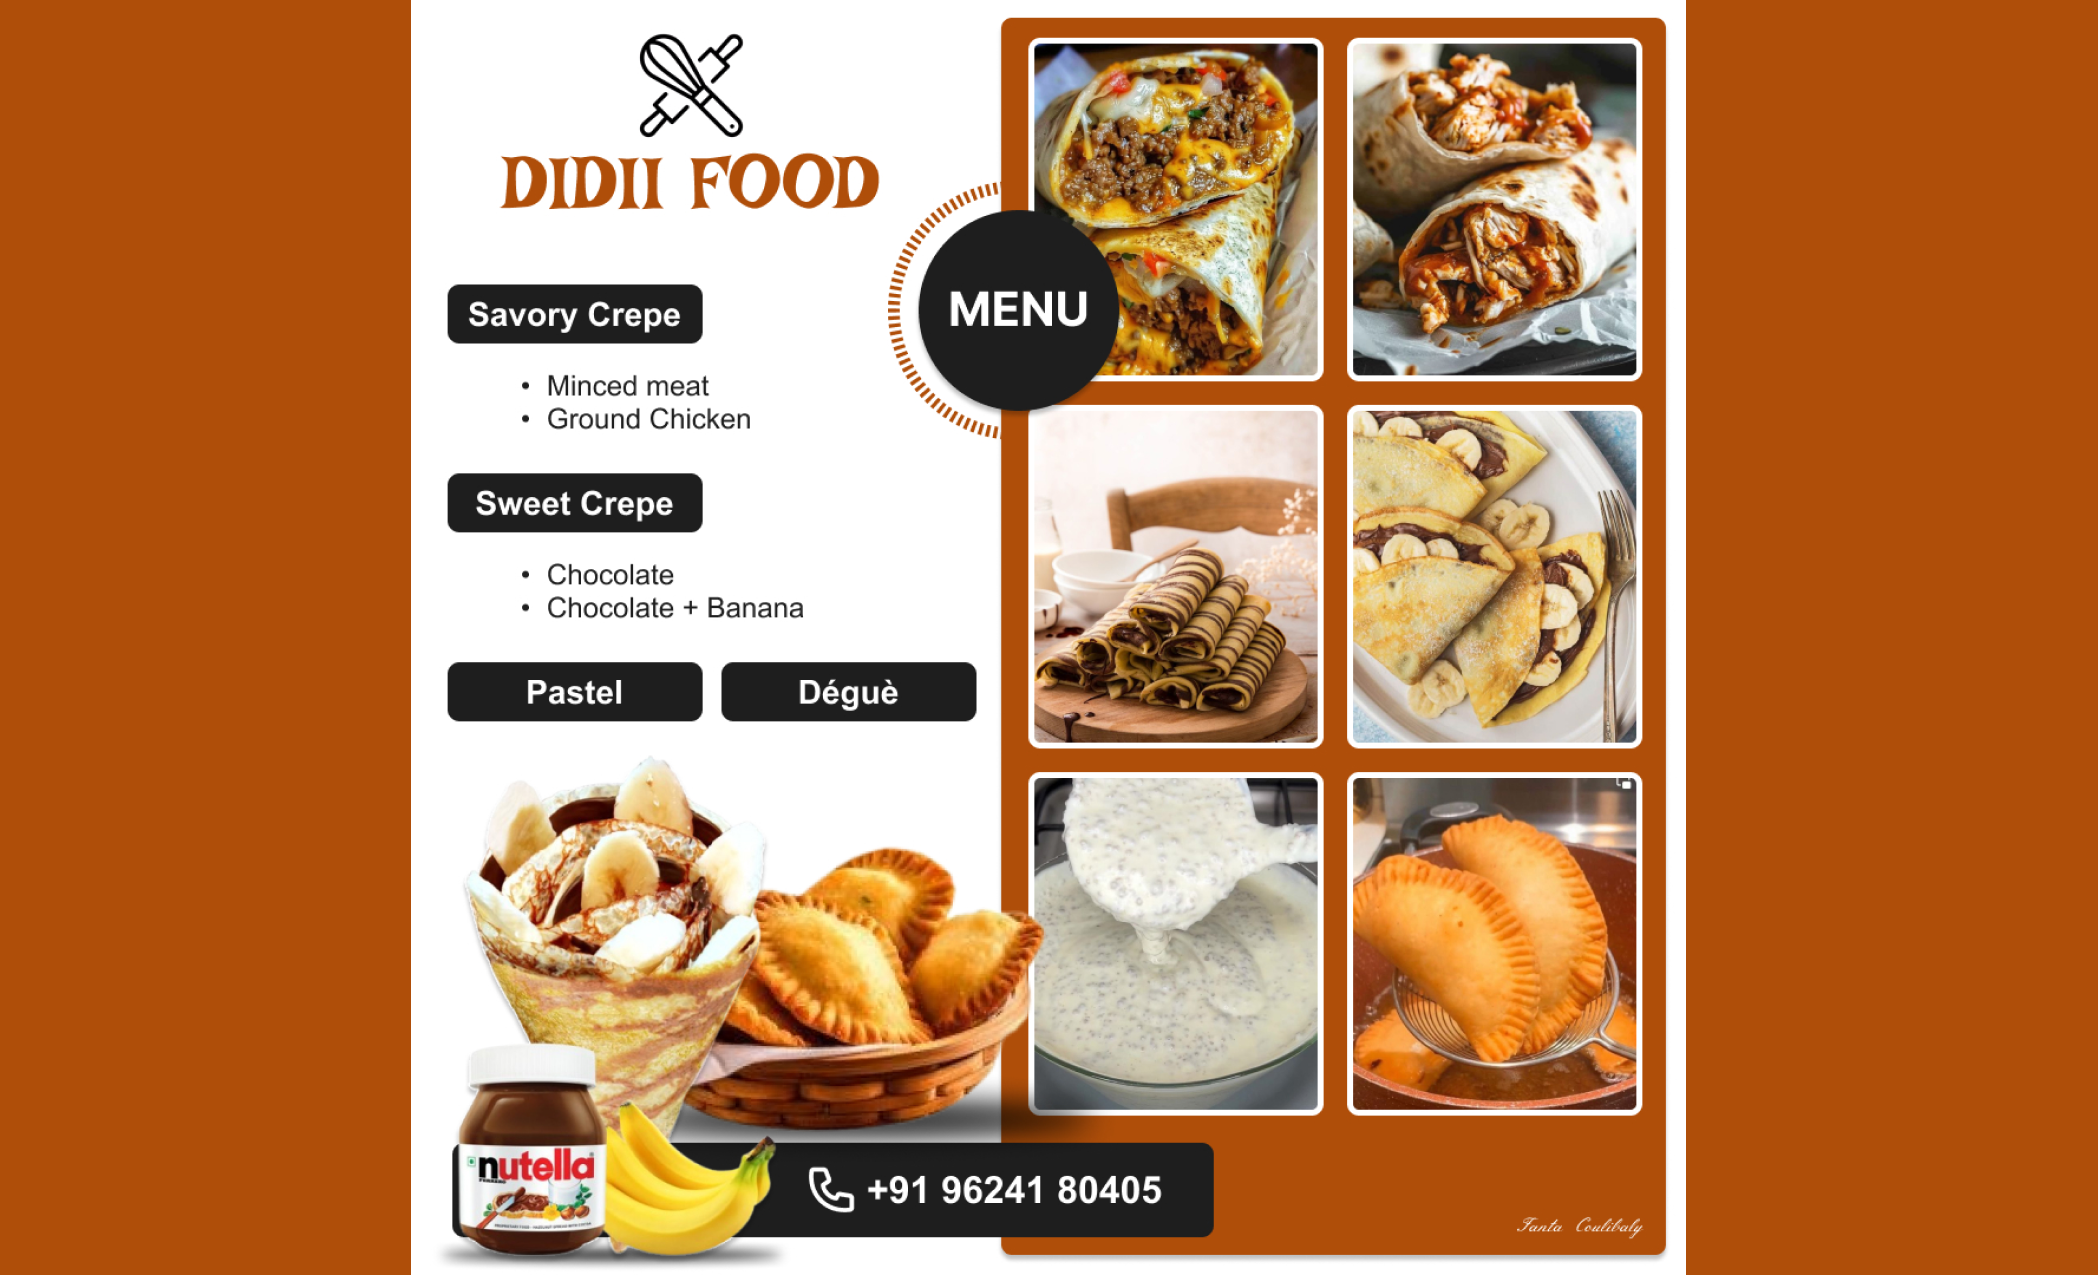 DIDII FOOD
MENU
Savory Crepe
• Minced meat
• Ground Chicken
Sweet Crepe
• Chocolate
• Chocolate + Banana
Pastel
Déguè
nutella
FERRERO
+91 96241 80405
Fanta Coulibaly